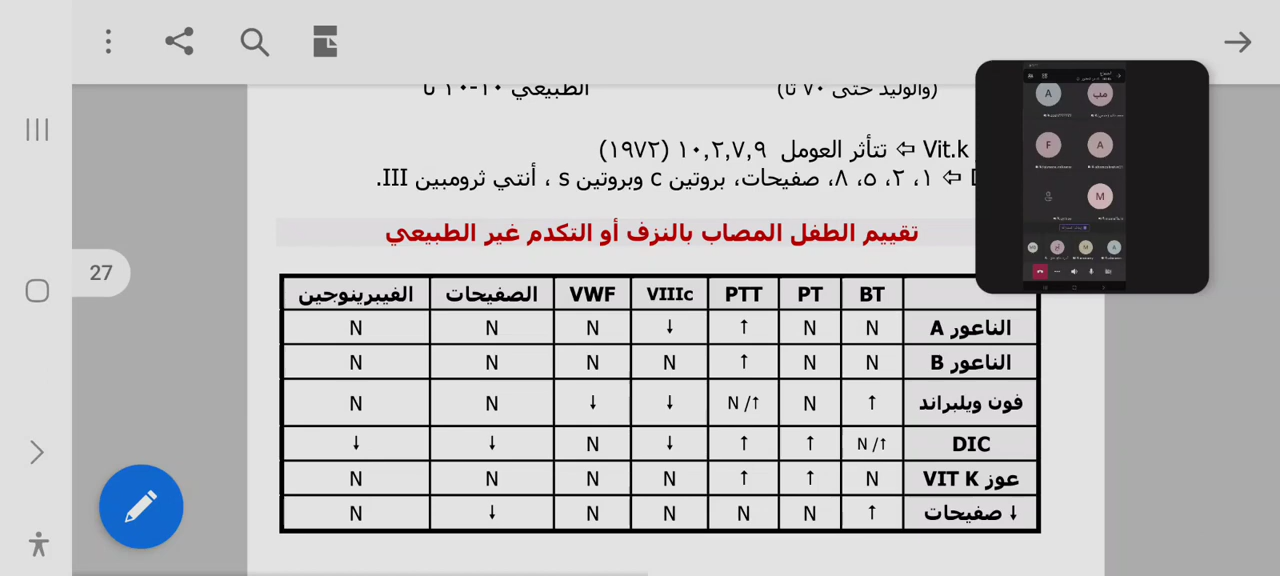 (والوليد حتى ٧٠ ثا) الطبيعي ١٠-١٢ ثا
Vit.k ⇦ تتأثر العومل ١٠,٢,٧,٩ (١٩٧٢)
⇦ ١، ٢، ٥، ٨، صفيحات، بروتين c وبروتين s ، أنتي ثرومبين III.
تقييم الطفل المصاب بالنزف أو التكدم غير الطبيعي
27
BT PT PTT VIIIc VWF الصفيحات الفيبرينوجين
الناعور A N N ↑ ↓ N N N
الناعور B N N ↑ N N N N
فون ويلبراند ↑ N N /↑ ↓ ↓ N N
DIC N /↑ ↑ ↑ ↓ N ↓ ↓
عوز VIT K N ↑ ↑ N N N N
↓ صفيحات ↑ N N N N ↓ N